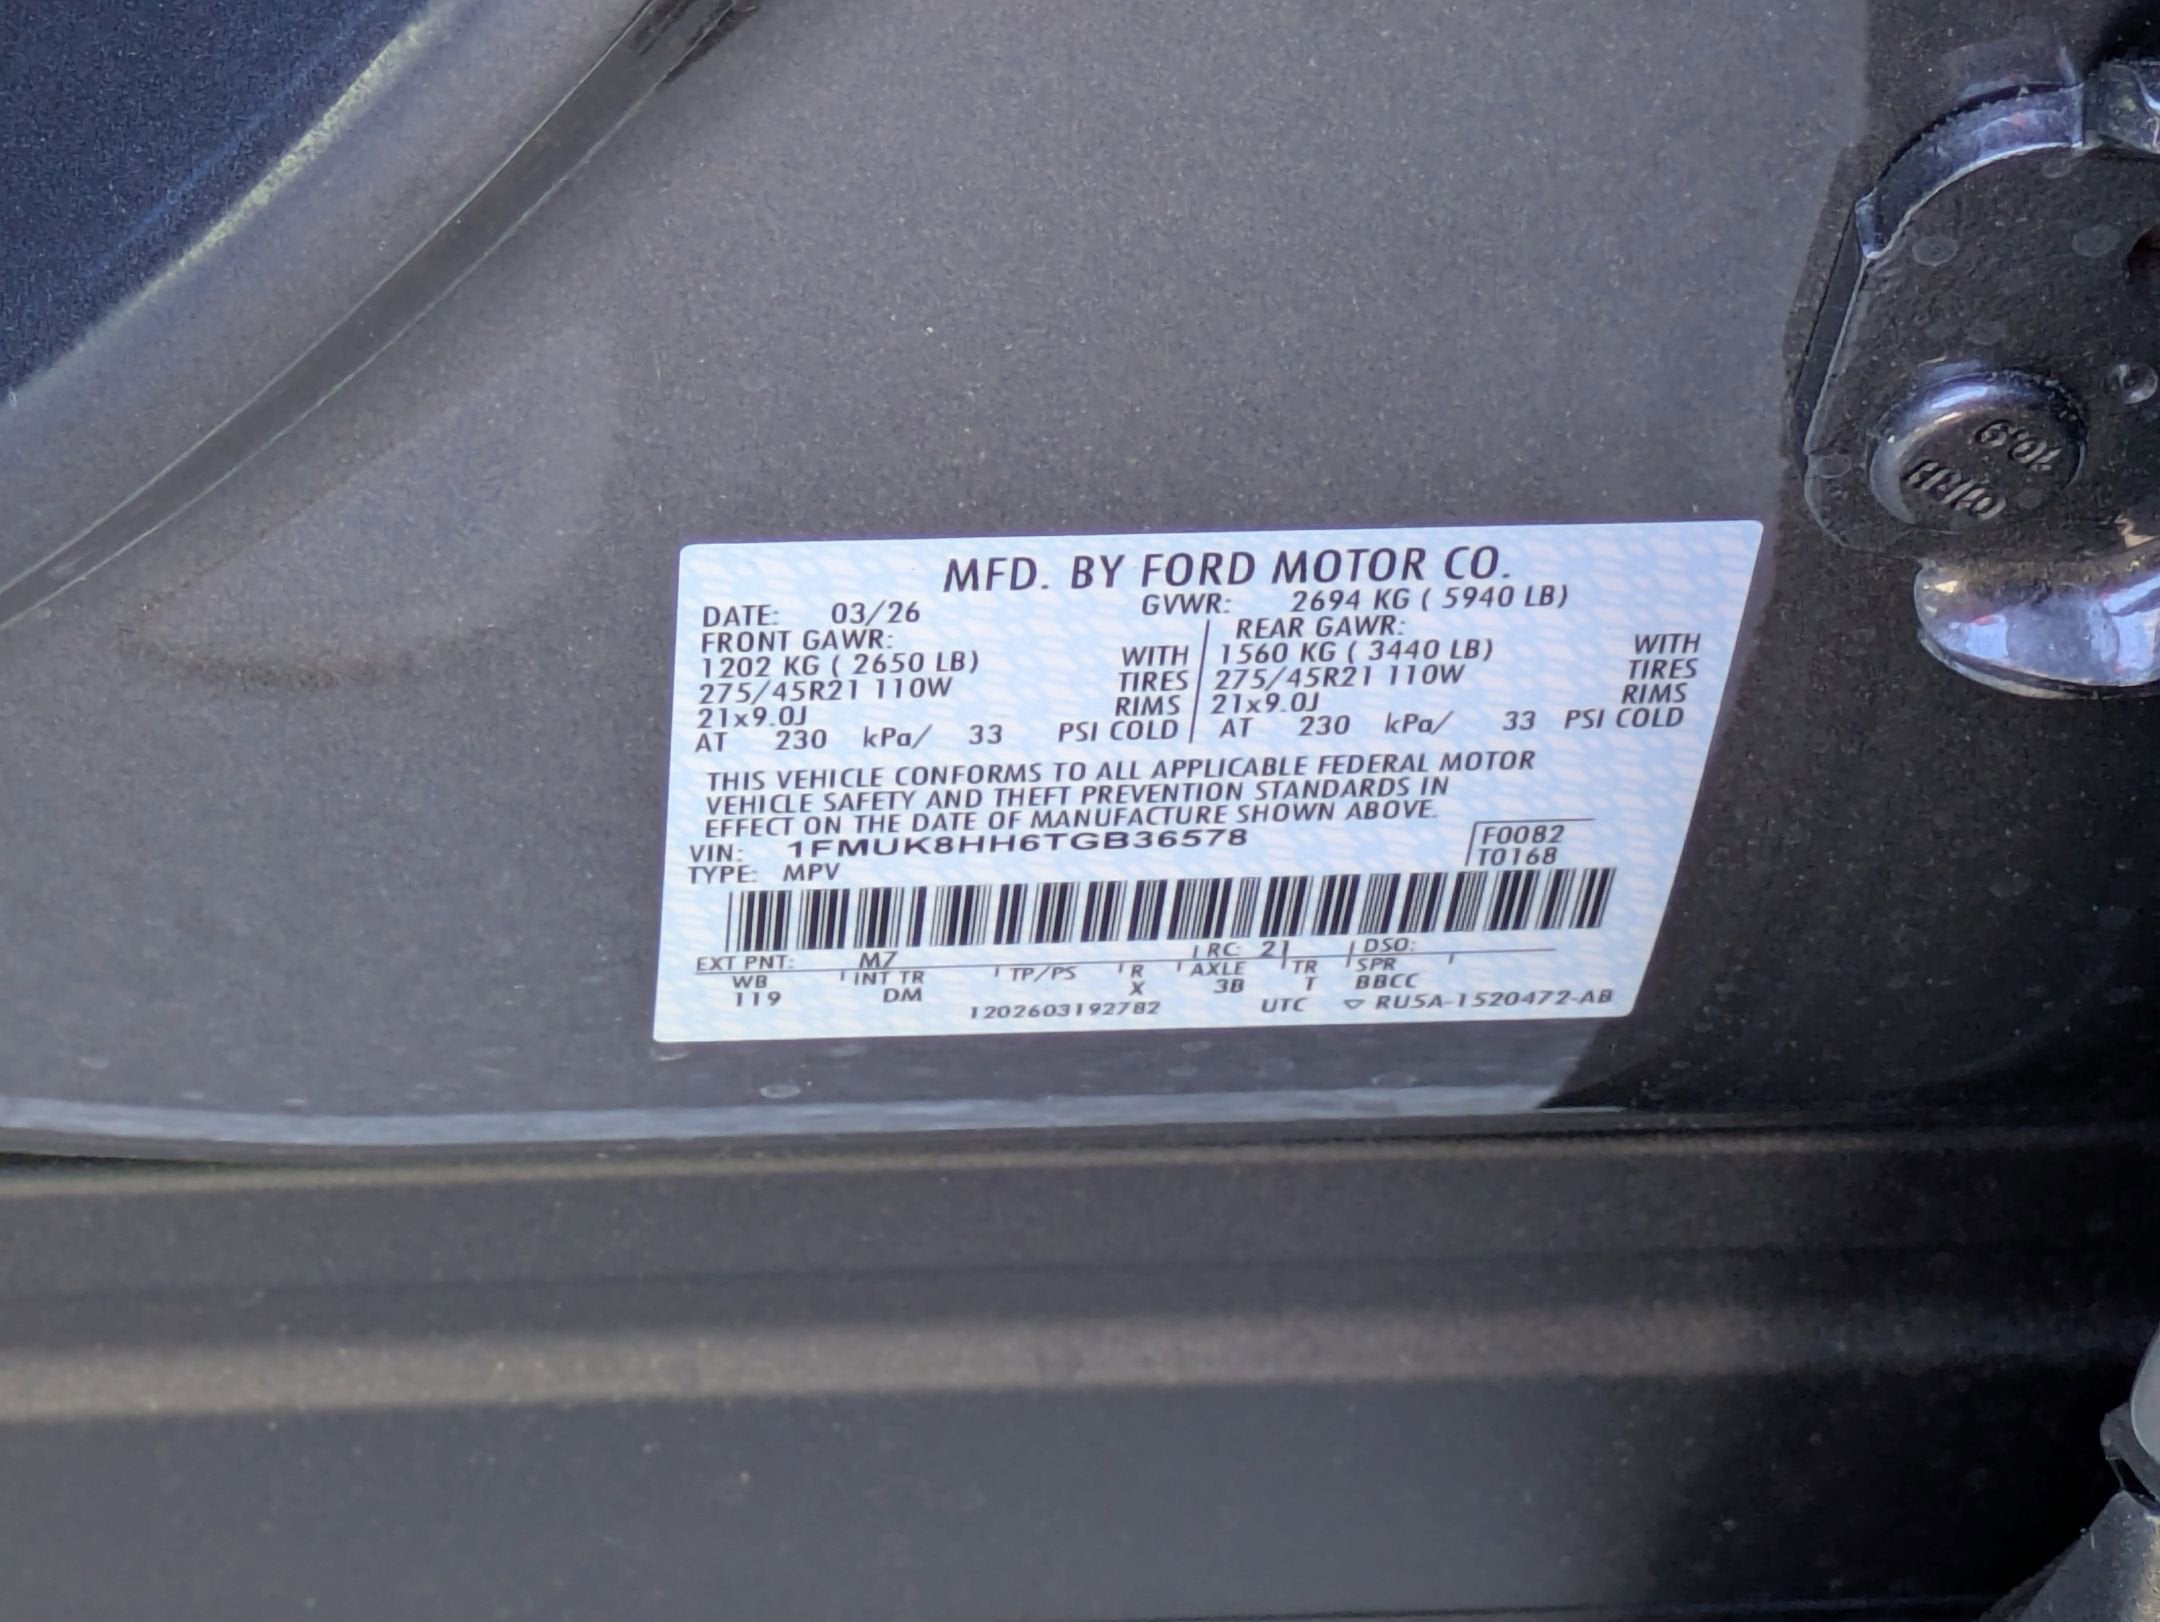 MFD. BY FORD MOTOR CO.
DATE: 03/26 GVWR: 2694 KG ( 5940 LB)
FRONT GAWR: REAR GAWR:
1202 KG ( 2650 LB) WITH 1560 KG ( 3440 LB) WITH
275/45R21 110W TIRES 275/45R21 110W TIRES
21x9.0J RIMS 21x9.0J RIMS
AT 230 kPa/ 33 PSI COLD AT 230 kPa/ 33 PSI COLD
THIS VEHICLE CONFORMS TO ALL APPLICABLE FEDERAL MOTOR
VEHICLE SAFETY AND THEFT PREVENTION STANDARDS IN
EFFECT ON THE DATE OF MANUFACTURE SHOWN ABOVE.
VIN: 1FMUK8HH6TGB36578 F0082
TYPE: MPV T0168
EXT PNT: M7 RC: 21 DSO:
WB INT TR TP/PS R AXLE TR SPR
119 DM X 3B T BBCC
1202603192782 UTC ▽ RU5A-1520472-AB
10.9